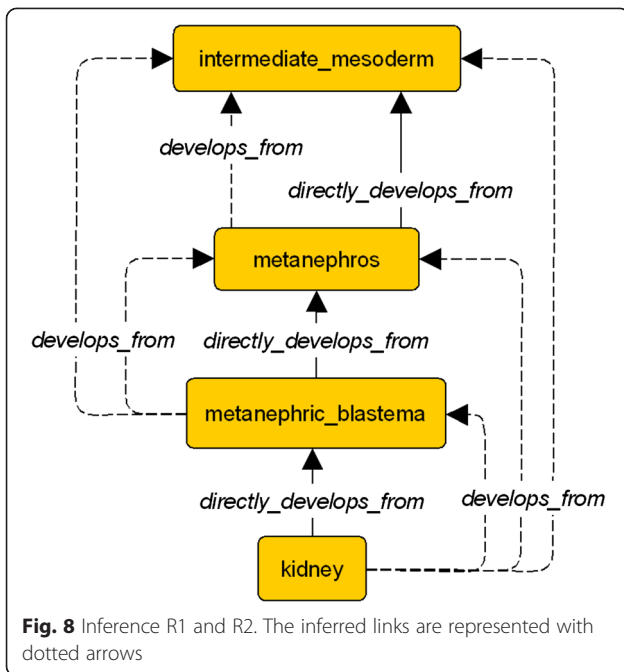 intermediate_mesoderm
develops_from
directly_develops_from
metanephros
develops_from
directly_develops_from
metanephric_blastema
directly_develops_from
develops_from
kidney
Fig. 8 Inference R1 and R2. The inferred links are represented with
dotted arrows